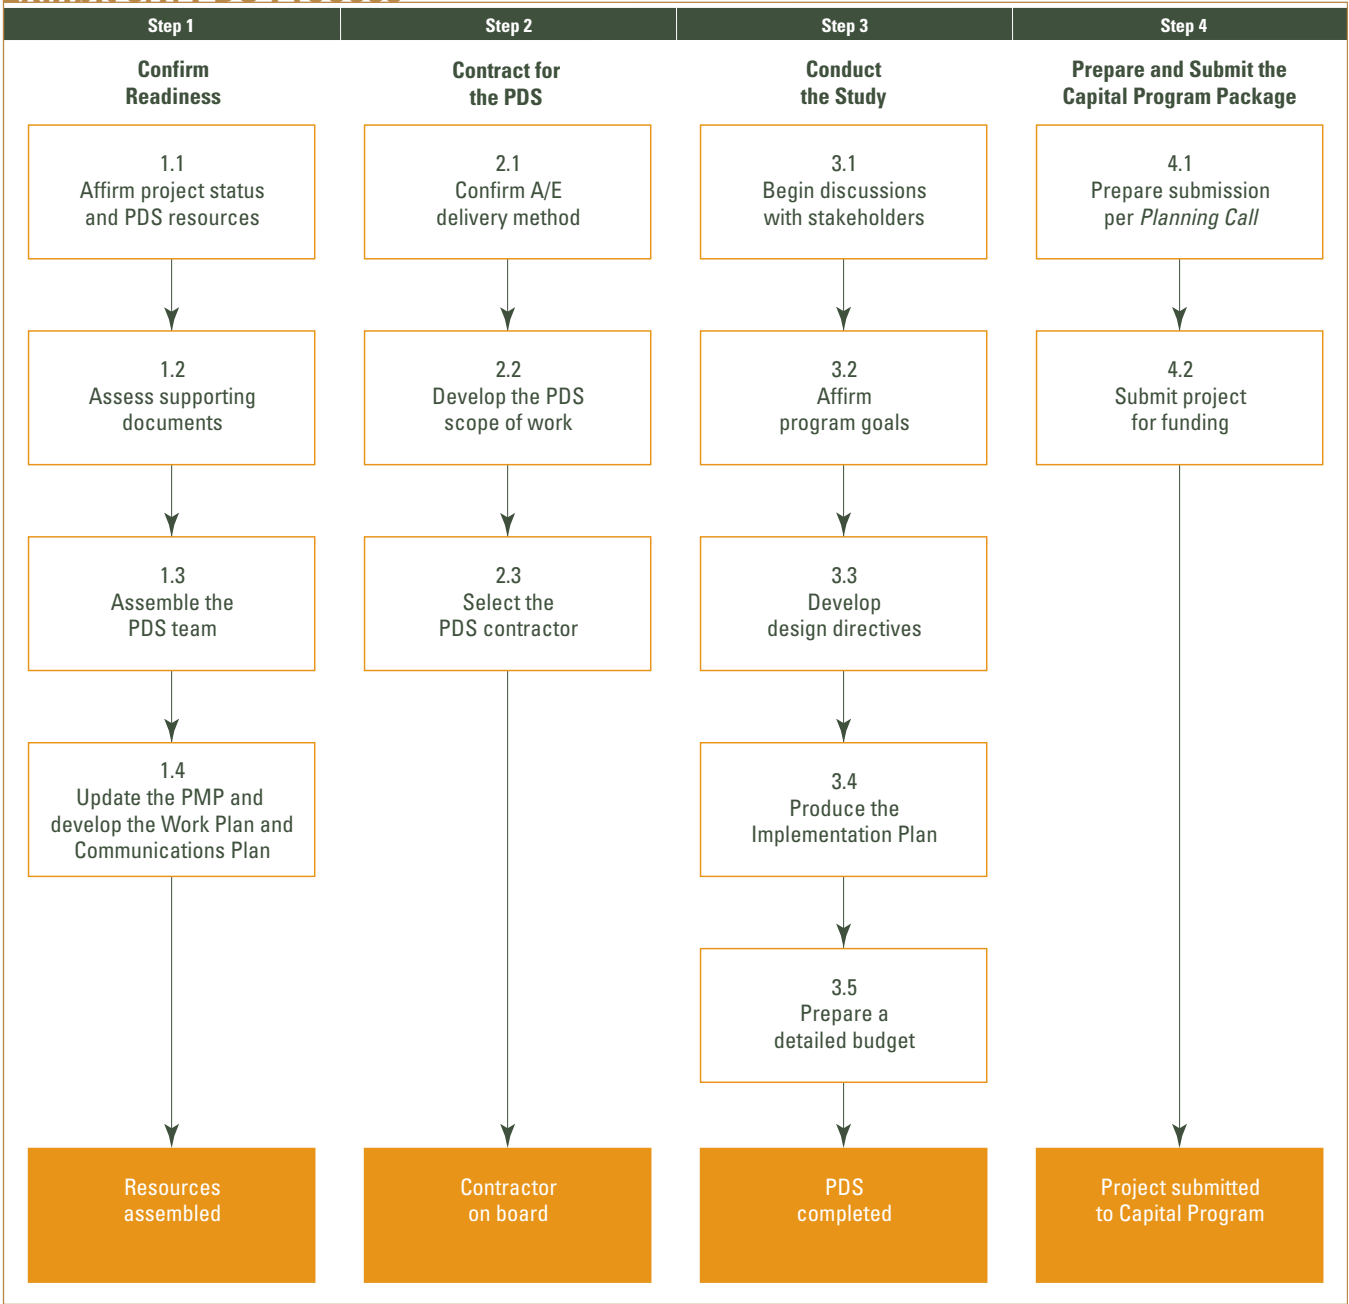 Step 1
Step 2
Step 3
Step 4
Confirm
Readiness
Contract for
the PDS
Conduct
the Study
Prepare and Submit the
Capital Program Package
1.1
Affirm project status
and PDS resources
2.1
Confirm A/E
delivery method
3.1
Begin discussions
with stakeholders
4.1
Prepare submission
per Planning Call
1.2
Assess supporting
documents
2.2
Develop the PDS
scope of work
3.2
Affirm
program goals
4.2
Submit project
for funding
1.3
Assemble the
PDS team
2.3
Select the
PDS contractor
3.3
Develop
design directives
1.4
Update the PMP and
develop the Work Plan and
Communications Plan
3.4
Produce the
Implementation Plan
3.5
Prepare a
detailed budget
Resources
assembled
Contractor
on board
PDS
completed
Project submitted
to Capital Program